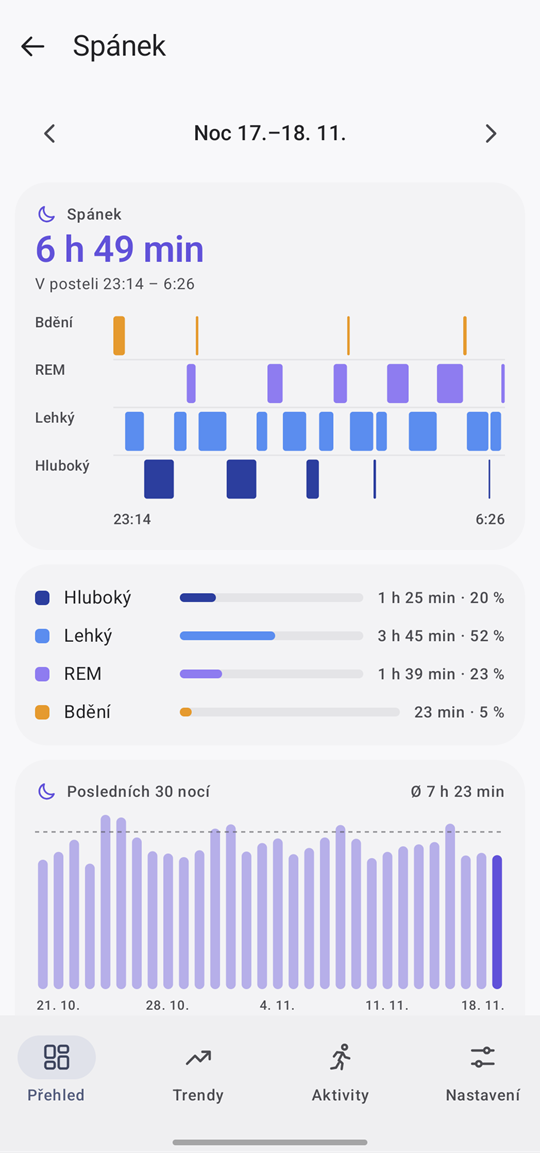 Spánek
Noc 17.–18. 11.
Spánek
6 h 49 min
V posteli 23:14 – 6:26
Bdění
REM
Lehký
Hluboký
23:14 6:26
Hluboký 1 h 25 min · 20 %
Lehký 3 h 45 min · 52 %
REM 1 h 39 min · 23 %
Bdění 23 min · 5 %
Posledních 30 nocí Ø 7 h 23 min
21. 10. 28. 10. 4. 11. 11. 11. 18. 11.
Přehled Trendy Aktivity Nastavení